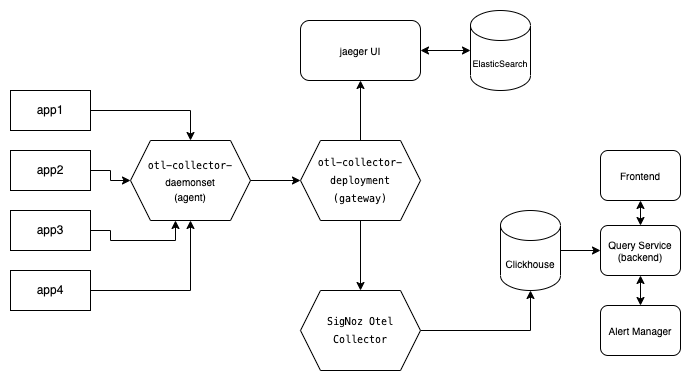 jaeger UI
ElasticSearch
app1
app2
app3
app4
otl-collector-
daemonset
(agent)
otl-collector-
deployment
(gateway)
Frontend
Query Service
(backend)
Alert Manager
Clickhouse
SigNoz Otel
Collector